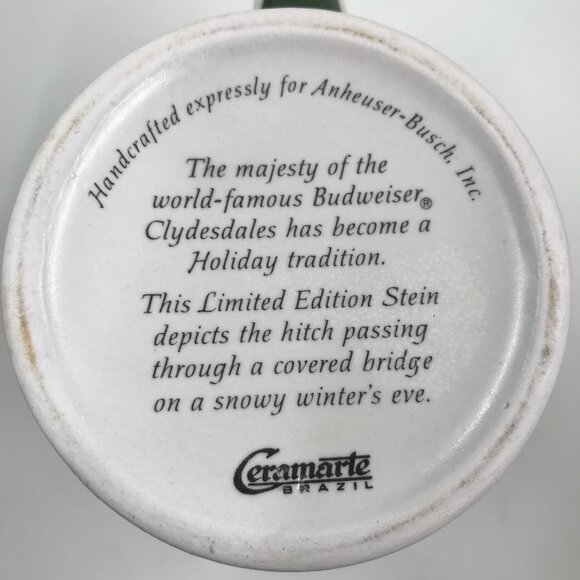 Handcrafted expressly for Anheuser-Busch, Inc.
The majesty of the
world-famous Budweiser®
Clydesdales has become a
Holiday tradition.
This Limited Edition Stein
depicts the hitch passing
through a covered bridge
on a snowy winter's eve.
Ceramarte
BRAZIL